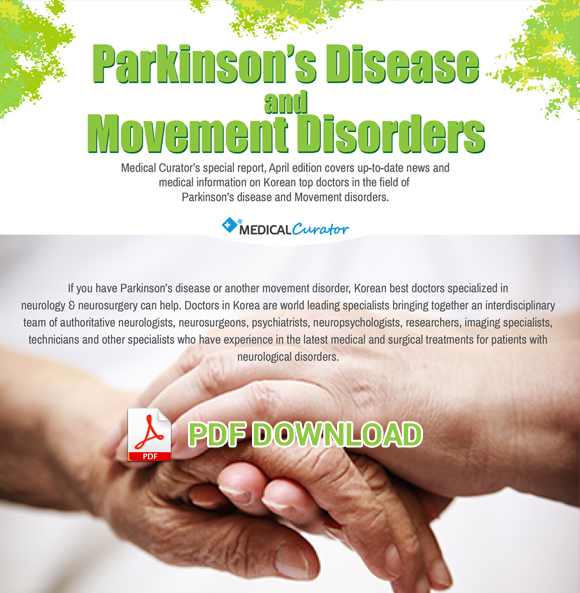 Parkinson's Disease
and
Movement Disorders
Medical Curator's special report, April edition covers up-to-date news and
medical information on Korean top doctors in the field of
Parkinson's disease and Movement disorders.
MEDICAL Curator
If you have Parkinson's disease or another movement disorder, Korean best doctors specialized in
neurology & neurosurgery can help. Doctors in Korea are world leading specialists bringing together an interdisciplinary
team of authoritative neurologists, neurosurgeons, psychiatrists, neuropsychologists, researchers, imaging specialists,
technicians and other specialists who have experience in the latest medical and surgical treatments for patients with
neurological disorders.
PDF DOWNLOAD
PDF